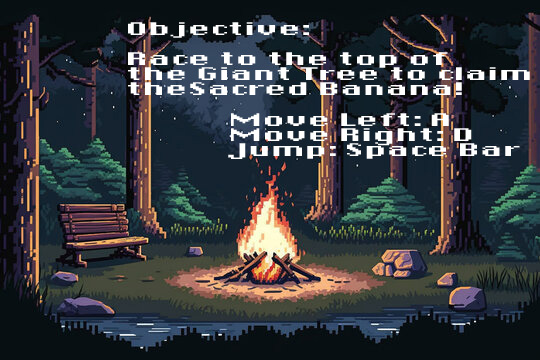 Objective:
Race to the top of
the Giant Tree to claim
theSacred Banana!
Move Left: A
Move Right: D
Jump: Space Bar